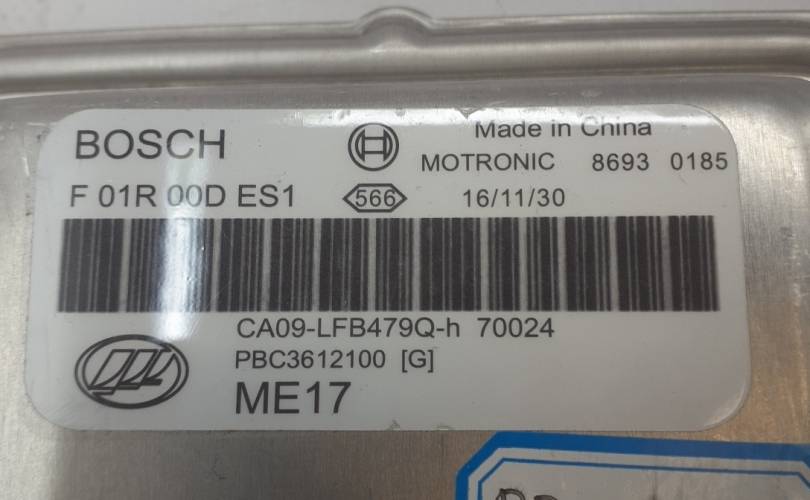 BOSCH
Made in China
MOTRONIC 8693 0185
F 01R 00D ES1
566
16/11/30
CA09-LFB479Q-h 70024
PBC3612100 [G]
ME17